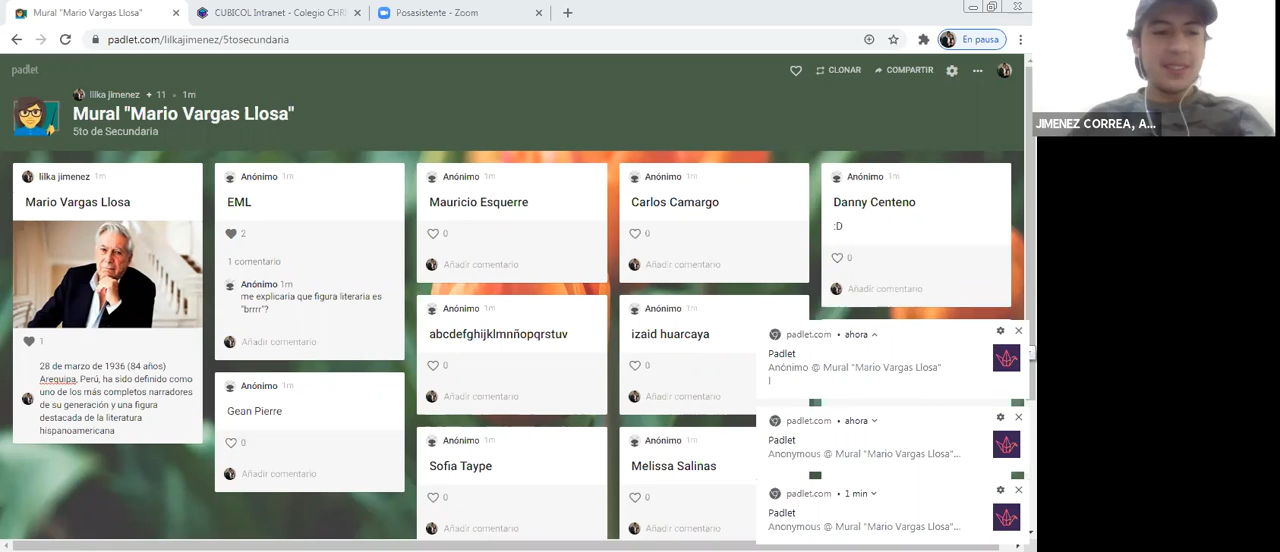 Mural "Mario Vargas Llosa"
CUBICOL Intranet - Colegio CHRI
Posasistente - Zoom
padlet.com/lilkajimenez/5tosecundaria
En pausa
padlet
CLONAR
COMPARTIR
lilka jimenez + 11 • 1m
Mural "Mario Vargas Llosa"
5to de Secundaria
lilka jimenez 1m
Mario Vargas Llosa
1
28 de marzo de 1936 (84 años)
Arequipa, Perú, ha sido definido como
uno de los más completos narradores
de su generación y una figura
destacada de la literatura
hispanoamericana
Anónimo 1m
EML
2
1 comentario
Anónimo 1m
me explicaria que figura literaria es
"brrrr"?
Añadir comentario
Anónimo 1m
Gean Pierre
0
Añadir comentario
Anónimo 1m
Mauricio Esquerre
0
Añadir comentario
Anónimo 1m
abcdefghijklmnñopqrstuv
0
Añadir comentario
Anónimo 1m
Sofia Taype
0
Añadir comentario
Anónimo 1m
Carlos Camargo
0
Añadir comentario
Anónimo 1m
izaid huarcaya
0
Añadir comentario
Anónimo 1m
Melissa Salinas
0
Añadir comentario
Anónimo 1m
Danny Centeno
:D
0
Añadir comentario
padlet.com • ahora
Padlet
Anónimo @ Mural "Mario Vargas Llosa"
l
padlet.com • ahora
Padlet
Anonymous @ Mural "Mario Vargas Llosa"...
padlet.com • 1 min
Padlet
Anonymous @ Mural "Mario Vargas Llosa"...
JIMENEZ CORREA, A...